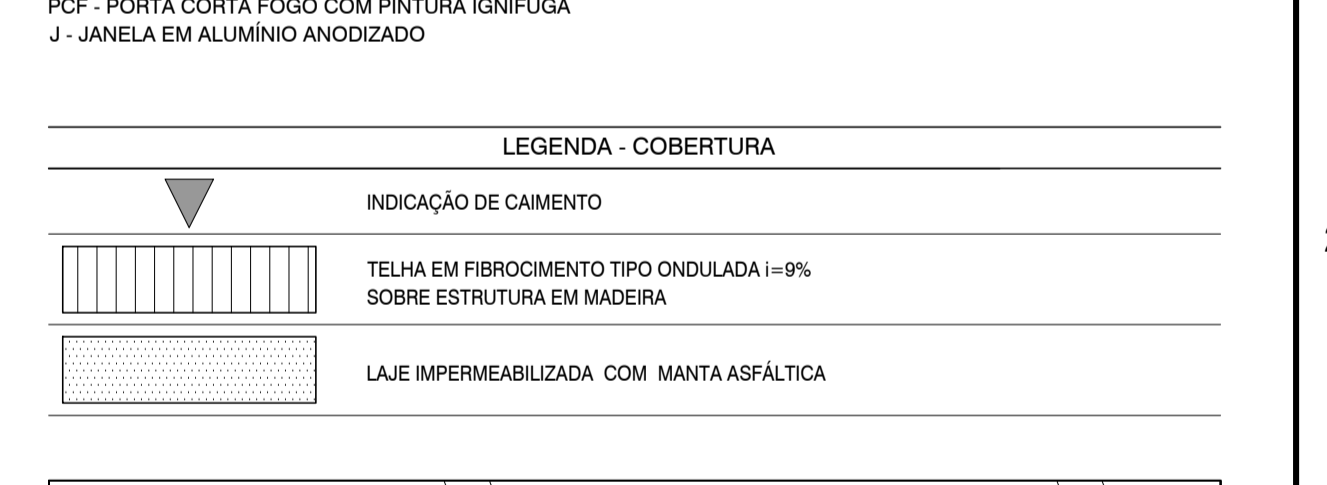 PCF - PORTA CORTA FOGO COM PINTURA IGNÍFUGA
J - JANELA EM ALUMÍNIO ANODIZADO
LEGENDA - COBERTURA
INDICAÇÃO DE CAIMENTO
TELHA EM FIBROCIMENTO TIPO ONDULADA i=9%
SOBRE ESTRUTURA EM MADEIRA
LAJE IMPERMEABILIZADA COM MANTA ASFÁLTICA